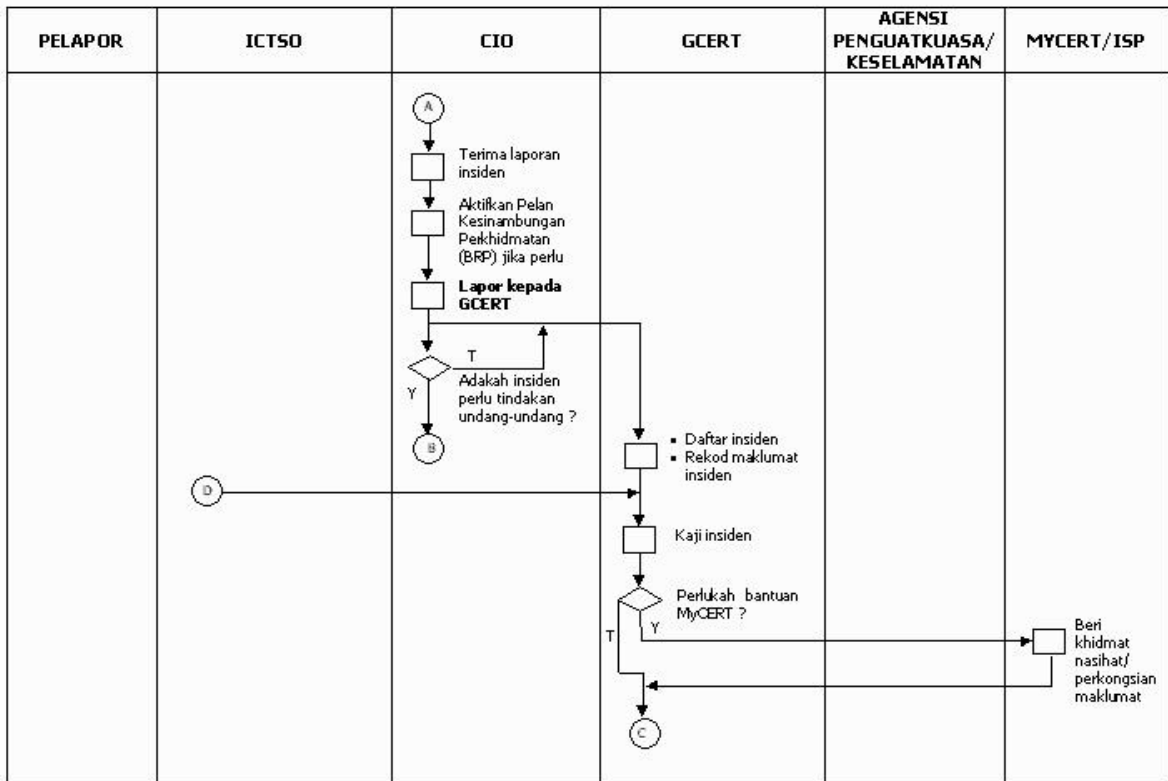 PELAPOR
ICTSO
CIO
GCERT
AGENSI
PENGUATKUASA/
KESELAMATAN
MYCERT/ISP
A
Terima laporan
insiden
Aktifkan Pelan
Kesinambungan
Perkhidmatan
(BRP) jika perlu
Lapor kepada
GCERT
T
Y
Adakah insiden
perlu tindakan
undang-undang ?
B
▪ Daftar insiden
▪ Rekod maklumat
insiden
D
Kaji insiden
Perlukah bantuan
MyCERT ?
T
Y
Beri
khidmat
nasihat/
perkongsian
maklumat
C